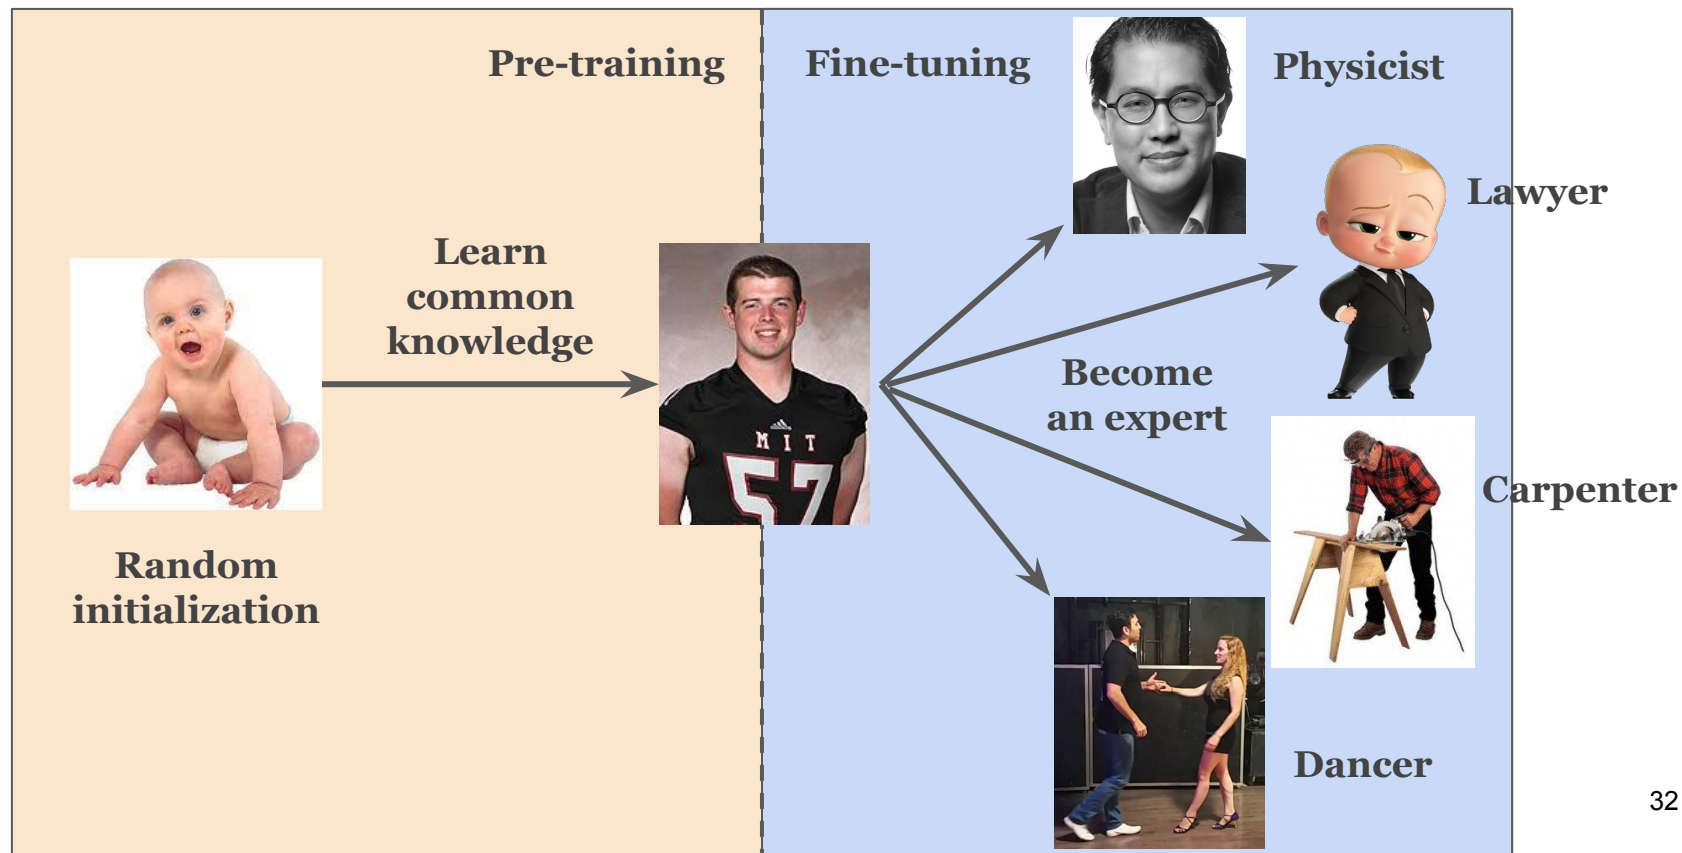 Pre-training
Fine-tuning
Physicist
Lawyer
Learn
common
knowledge
MIT
57
Become
an expert
Carpenter
Random
initialization
Dancer
32